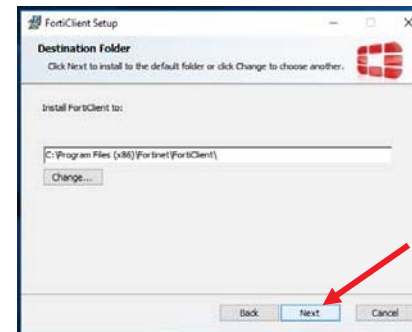 FortiClient Setup
Destination Folder
Click Next to install to the default folder or click Change to choose another.
Install FortiClient to:
C:\Program Files (x86)\Fortinet\FortiClient\
Change...
Back Next Cancel